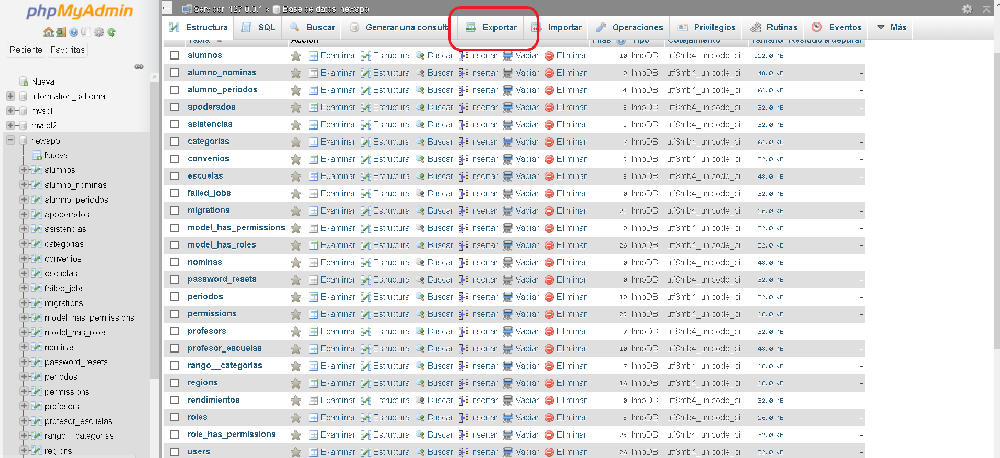 phpMyAdmin
Reciente Favoritas
Nueva
information_schema
mysql
mysql2
newapp
Nueva
alumnos
alumno_nominas
alumno_periodos
apoderados
asistencias
categorias
convenios
escuelas
failed_jobs
migrations
model_has_permissions
model_has_roles
nominas
password_resets
periodos
permissions
profesors
profesor_escuelas
rango__categorias
regions
← Servidor: 127.0.0.1 » Base de datos: newapp
Estructura SQL Buscar Generar una consulta Exportar Importar Operaciones Privilegios Rutinas Eventos Más
Tabla Acción Filas Tipo Cotejamiento Tamaño Residuo a depurar
alumnos Examinar Estructura Buscar Insertar Vaciar Eliminar 10 InnoDB utf8mb4_unicode_ci 112.0 KB -
alumno_nominas Examinar Estructura Buscar Insertar Vaciar Eliminar 0 InnoDB utf8mb4_unicode_ci 48.0 KB -
alumno_periodos Examinar Estructura Buscar Insertar Vaciar Eliminar 4 InnoDB utf8mb4_unicode_ci 64.0 KB -
apoderados Examinar Estructura Buscar Insertar Vaciar Eliminar 3 InnoDB utf8mb4_unicode_ci 32.0 KB -
asistencias Examinar Estructura Buscar Insertar Vaciar Eliminar 2 InnoDB utf8mb4_unicode_ci 32.0 KB -
categorias Examinar Estructura Buscar Insertar Vaciar Eliminar 7 InnoDB utf8mb4_unicode_ci 64.0 KB -
convenios Examinar Estructura Buscar Insertar Vaciar Eliminar 5 InnoDB utf8mb4_unicode_ci 32.0 KB -
escuelas Examinar Estructura Buscar Insertar Vaciar Eliminar 5 InnoDB utf8mb4_unicode_ci 48.0 KB -
failed_jobs Examinar Estructura Buscar Insertar Vaciar Eliminar 0 InnoDB utf8mb4_unicode_ci 32.0 KB -
migrations Examinar Estructura Buscar Insertar Vaciar Eliminar 21 InnoDB utf8mb4_unicode_ci 16.0 KB -
model_has_permissions Examinar Estructura Buscar Insertar Vaciar Eliminar 0 InnoDB utf8mb4_unicode_ci 32.0 KB -
model_has_roles Examinar Estructura Buscar Insertar Vaciar Eliminar 26 InnoDB utf8mb4_unicode_ci 32.0 KB -
nominas Examinar Estructura Buscar Insertar Vaciar Eliminar 0 InnoDB utf8mb4_unicode_ci 48.0 KB -
password_resets Examinar Estructura Buscar Insertar Vaciar Eliminar 0 InnoDB utf8mb4_unicode_ci 32.0 KB -
periodos Examinar Estructura Buscar Insertar Vaciar Eliminar 10 InnoDB utf8mb4_unicode_ci 32.0 KB -
permissions Examinar Estructura Buscar Insertar Vaciar Eliminar 25 InnoDB utf8mb4_unicode_ci 16.0 KB -
profesors Examinar Estructura Buscar Insertar Vaciar Eliminar 7 InnoDB utf8mb4_unicode_ci 32.0 KB -
profesor_escuelas Examinar Estructura Buscar Insertar Vaciar Eliminar 10 InnoDB utf8mb4_unicode_ci 48.0 KB -
rango__categorias Examinar Estructura Buscar Insertar Vaciar Eliminar 7 InnoDB utf8mb4_unicode_ci 16.0 KB -
regions Examinar Estructura Buscar Insertar Vaciar Eliminar 16 InnoDB utf8mb4_unicode_ci 16.0 KB -
rendimientos Examinar Estructura Buscar Insertar Vaciar Eliminar 0 InnoDB utf8mb4_unicode_ci 32.0 KB -
roles Examinar Estructura Buscar Insertar Vaciar Eliminar 5 InnoDB utf8mb4_unicode_ci 16.0 KB -
role_has_permissions Examinar Estructura Buscar Insertar Vaciar Eliminar 25 InnoDB utf8mb4_unicode_ci 32.0 KB -
users Examinar Estructura Buscar Insertar Vaciar Eliminar 26 InnoDB utf8mb4_unicode_ci 32.0 KB -